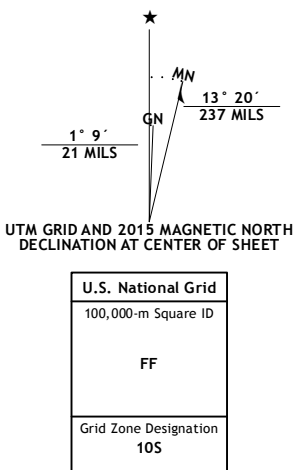 ★
MN
13° 20´
237 MILS
GN
1° 9´
21 MILS
UTM GRID AND 2015 MAGNETIC NORTH
DECLINATION AT CENTER OF SHEET
U.S. National Grid
100,000-m Square ID
FF
Grid Zone Designation
10S